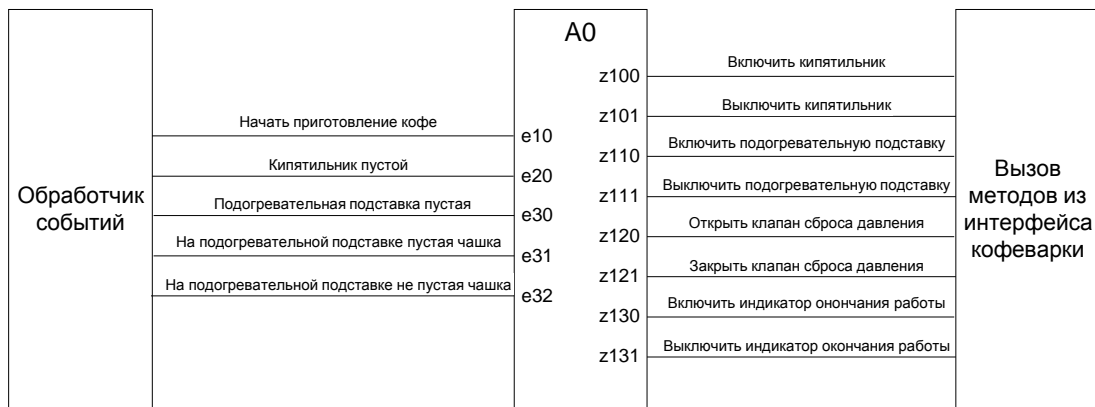 Обработчик
событий
Начать приготовление кофе
Кипятильник пустой
Подогревательная подставка пустая
На подогревательной подставке пустая чашка
На подогревательной подставке не пустая чашка
A0
e10
e20
e30
e31
e32
z100
z101
z110
z111
z120
z121
z130
z131
Включить кипятильник
Выключить кипятильник
Включить подогревательную подставку
Выключить подогревательную подставку
Открыть клапан сброса давления
Закрыть клапан сброса давления
Включить индикатор онончания работы
Выключить индикатор окончания работы
Вызов
методов из
интерфейса
кофеварки